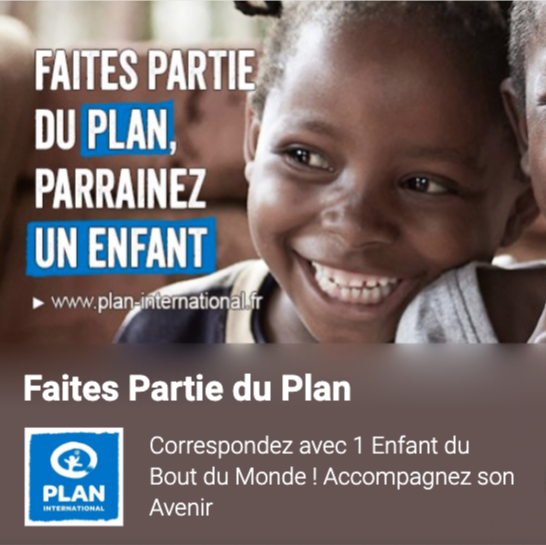 FAITES PARTIE
DU PLAN,
PARRAINEZ
UN ENFANT
► www.plan-international.fr
Faites Partie du Plan
PLAN
INTERNATIONAL
Correspondez avec 1 Enfant du
Bout du Monde ! Accompagnez son
Avenir